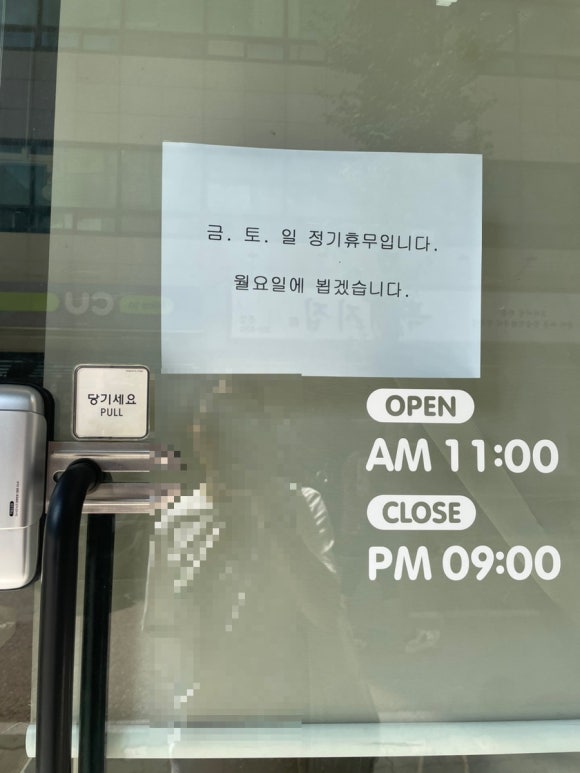 금. 토. 일 정기휴무입니다.
월요일에 뵙겠습니다.
당기세요
PULL
OPEN
AM 11:00
CLOSE
PM 09:00
CU